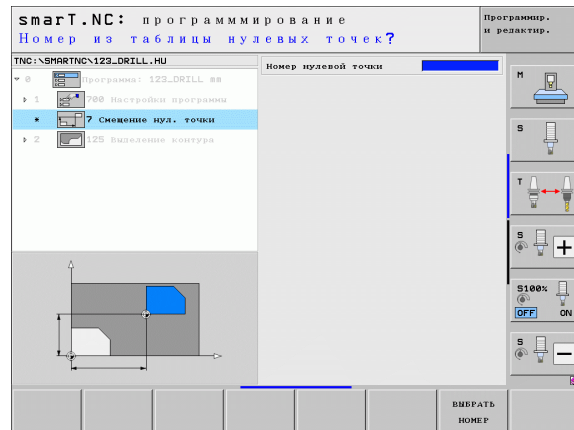 smarT.NC: программмирование
Номер из таблицы нулевых точек?
Программир.
и редактир.
TNC:\SMARTNC\123_DRILL.HU
0 Программа: 123_DRILL мм
1 700 Настройки программы
* 7 Смещение нул. точки
2 125 Выделение контура
Номер нулевой точки
M
S
T
S
S100%
OFF ON
S
ВЫБРАТЬ
НОМЕР